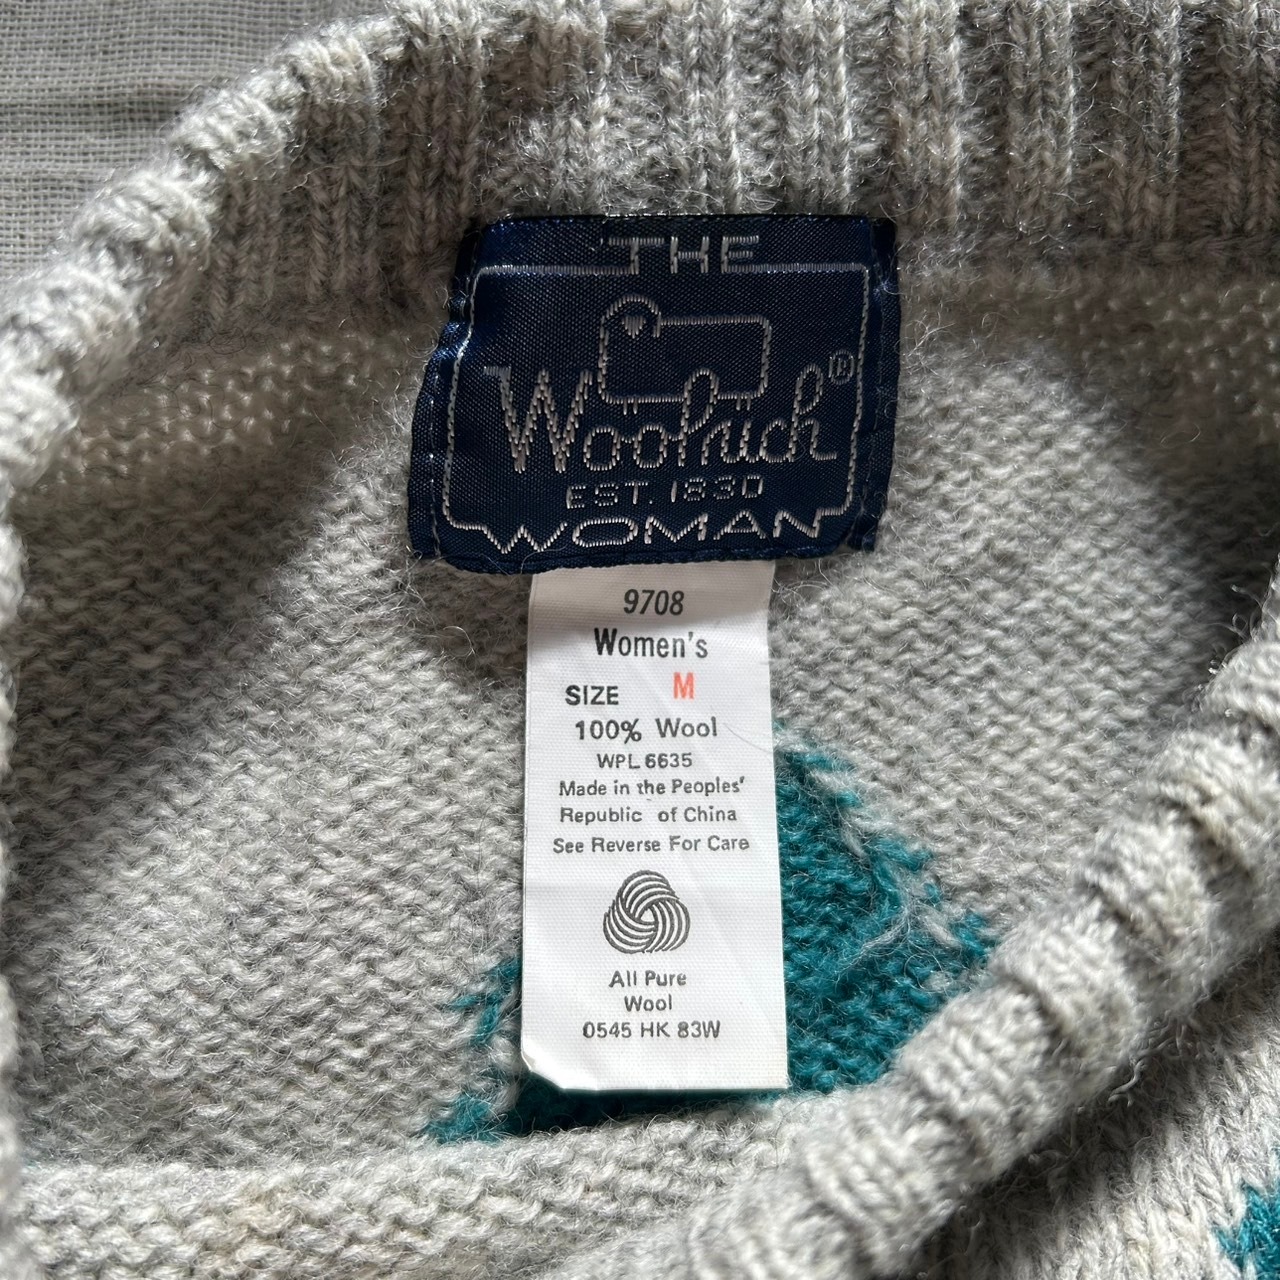 THE
Woolrich®
EST. 1830
WOMAN
9708
Women's
SIZE M
100% Wool
WPL 6635
Made in the Peoples'
Republic of China
See Reverse For Care
All Pure
Wool
0545 HK 83W